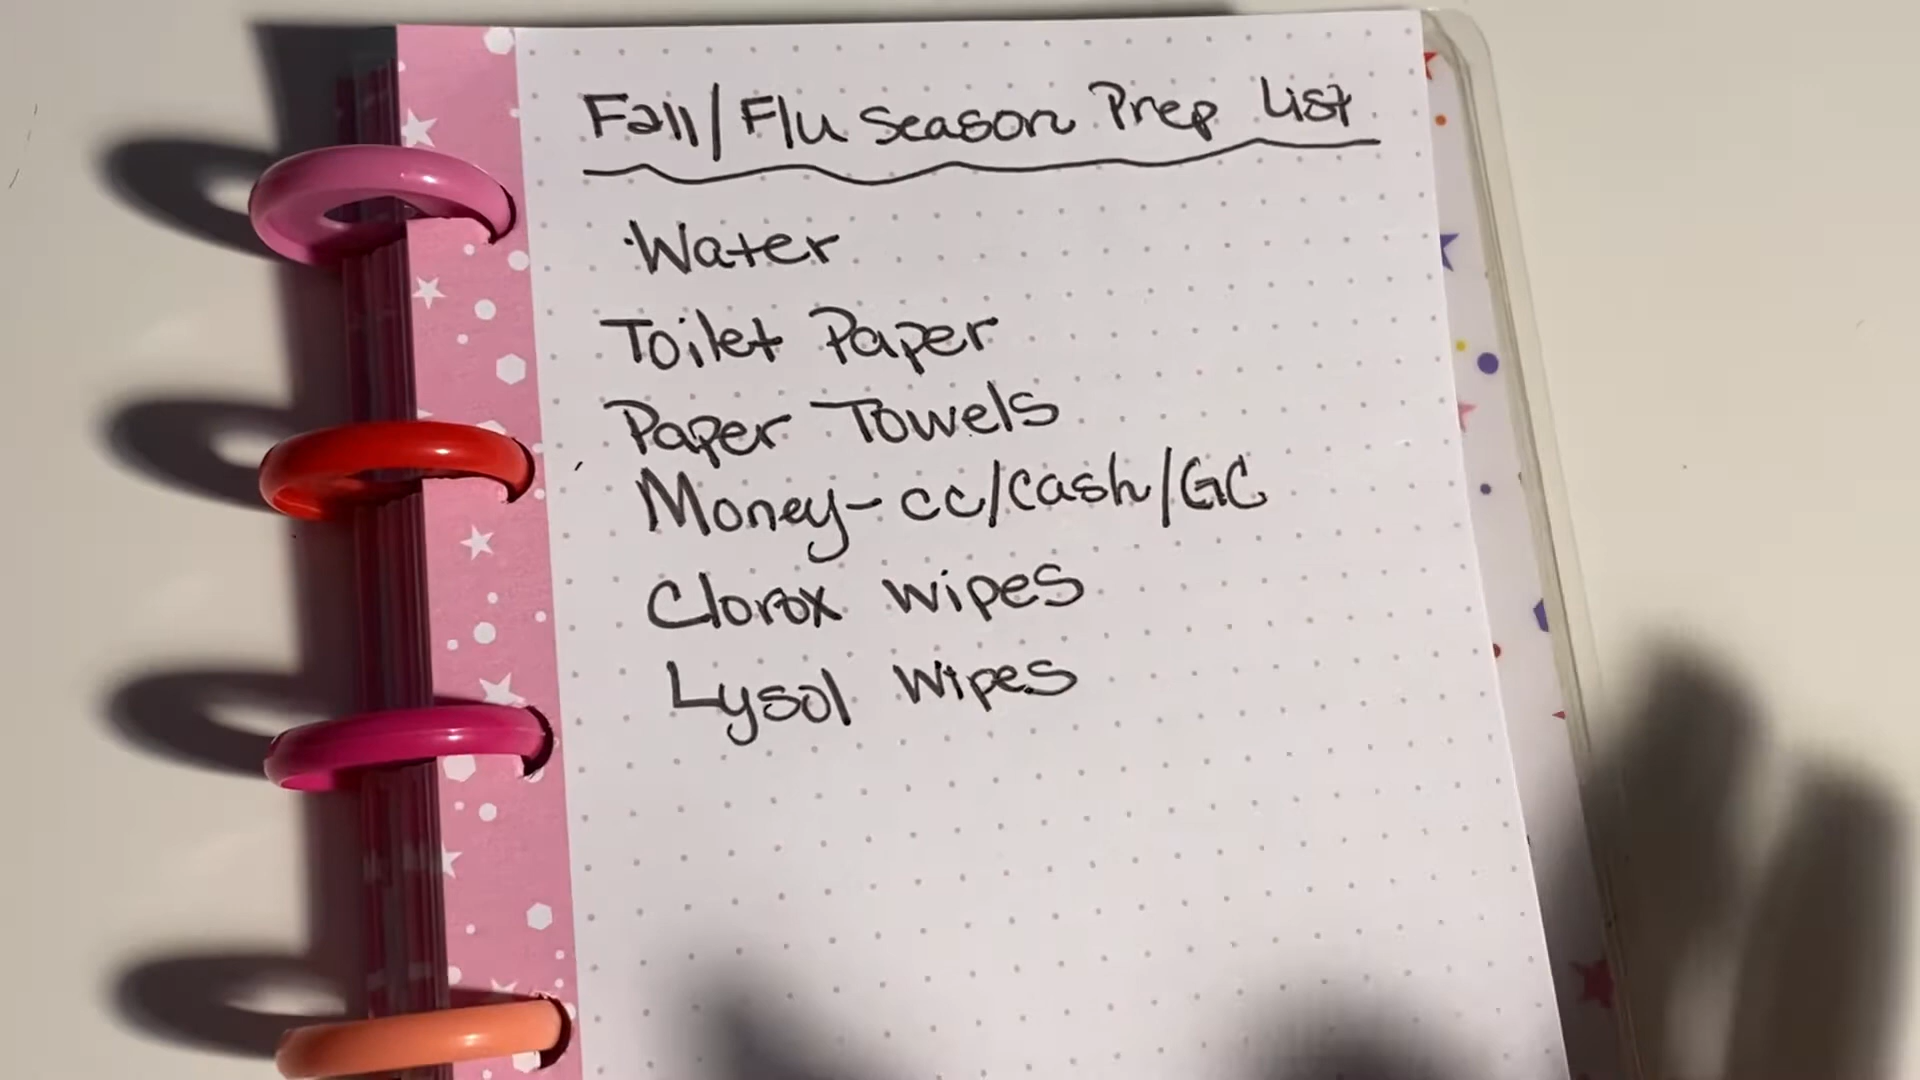 Fall/Flu Season Prep List
·Water
Toilet Paper
Paper Towels
Money-cc/cash/GC
Clorox wipes
Lysol wipes